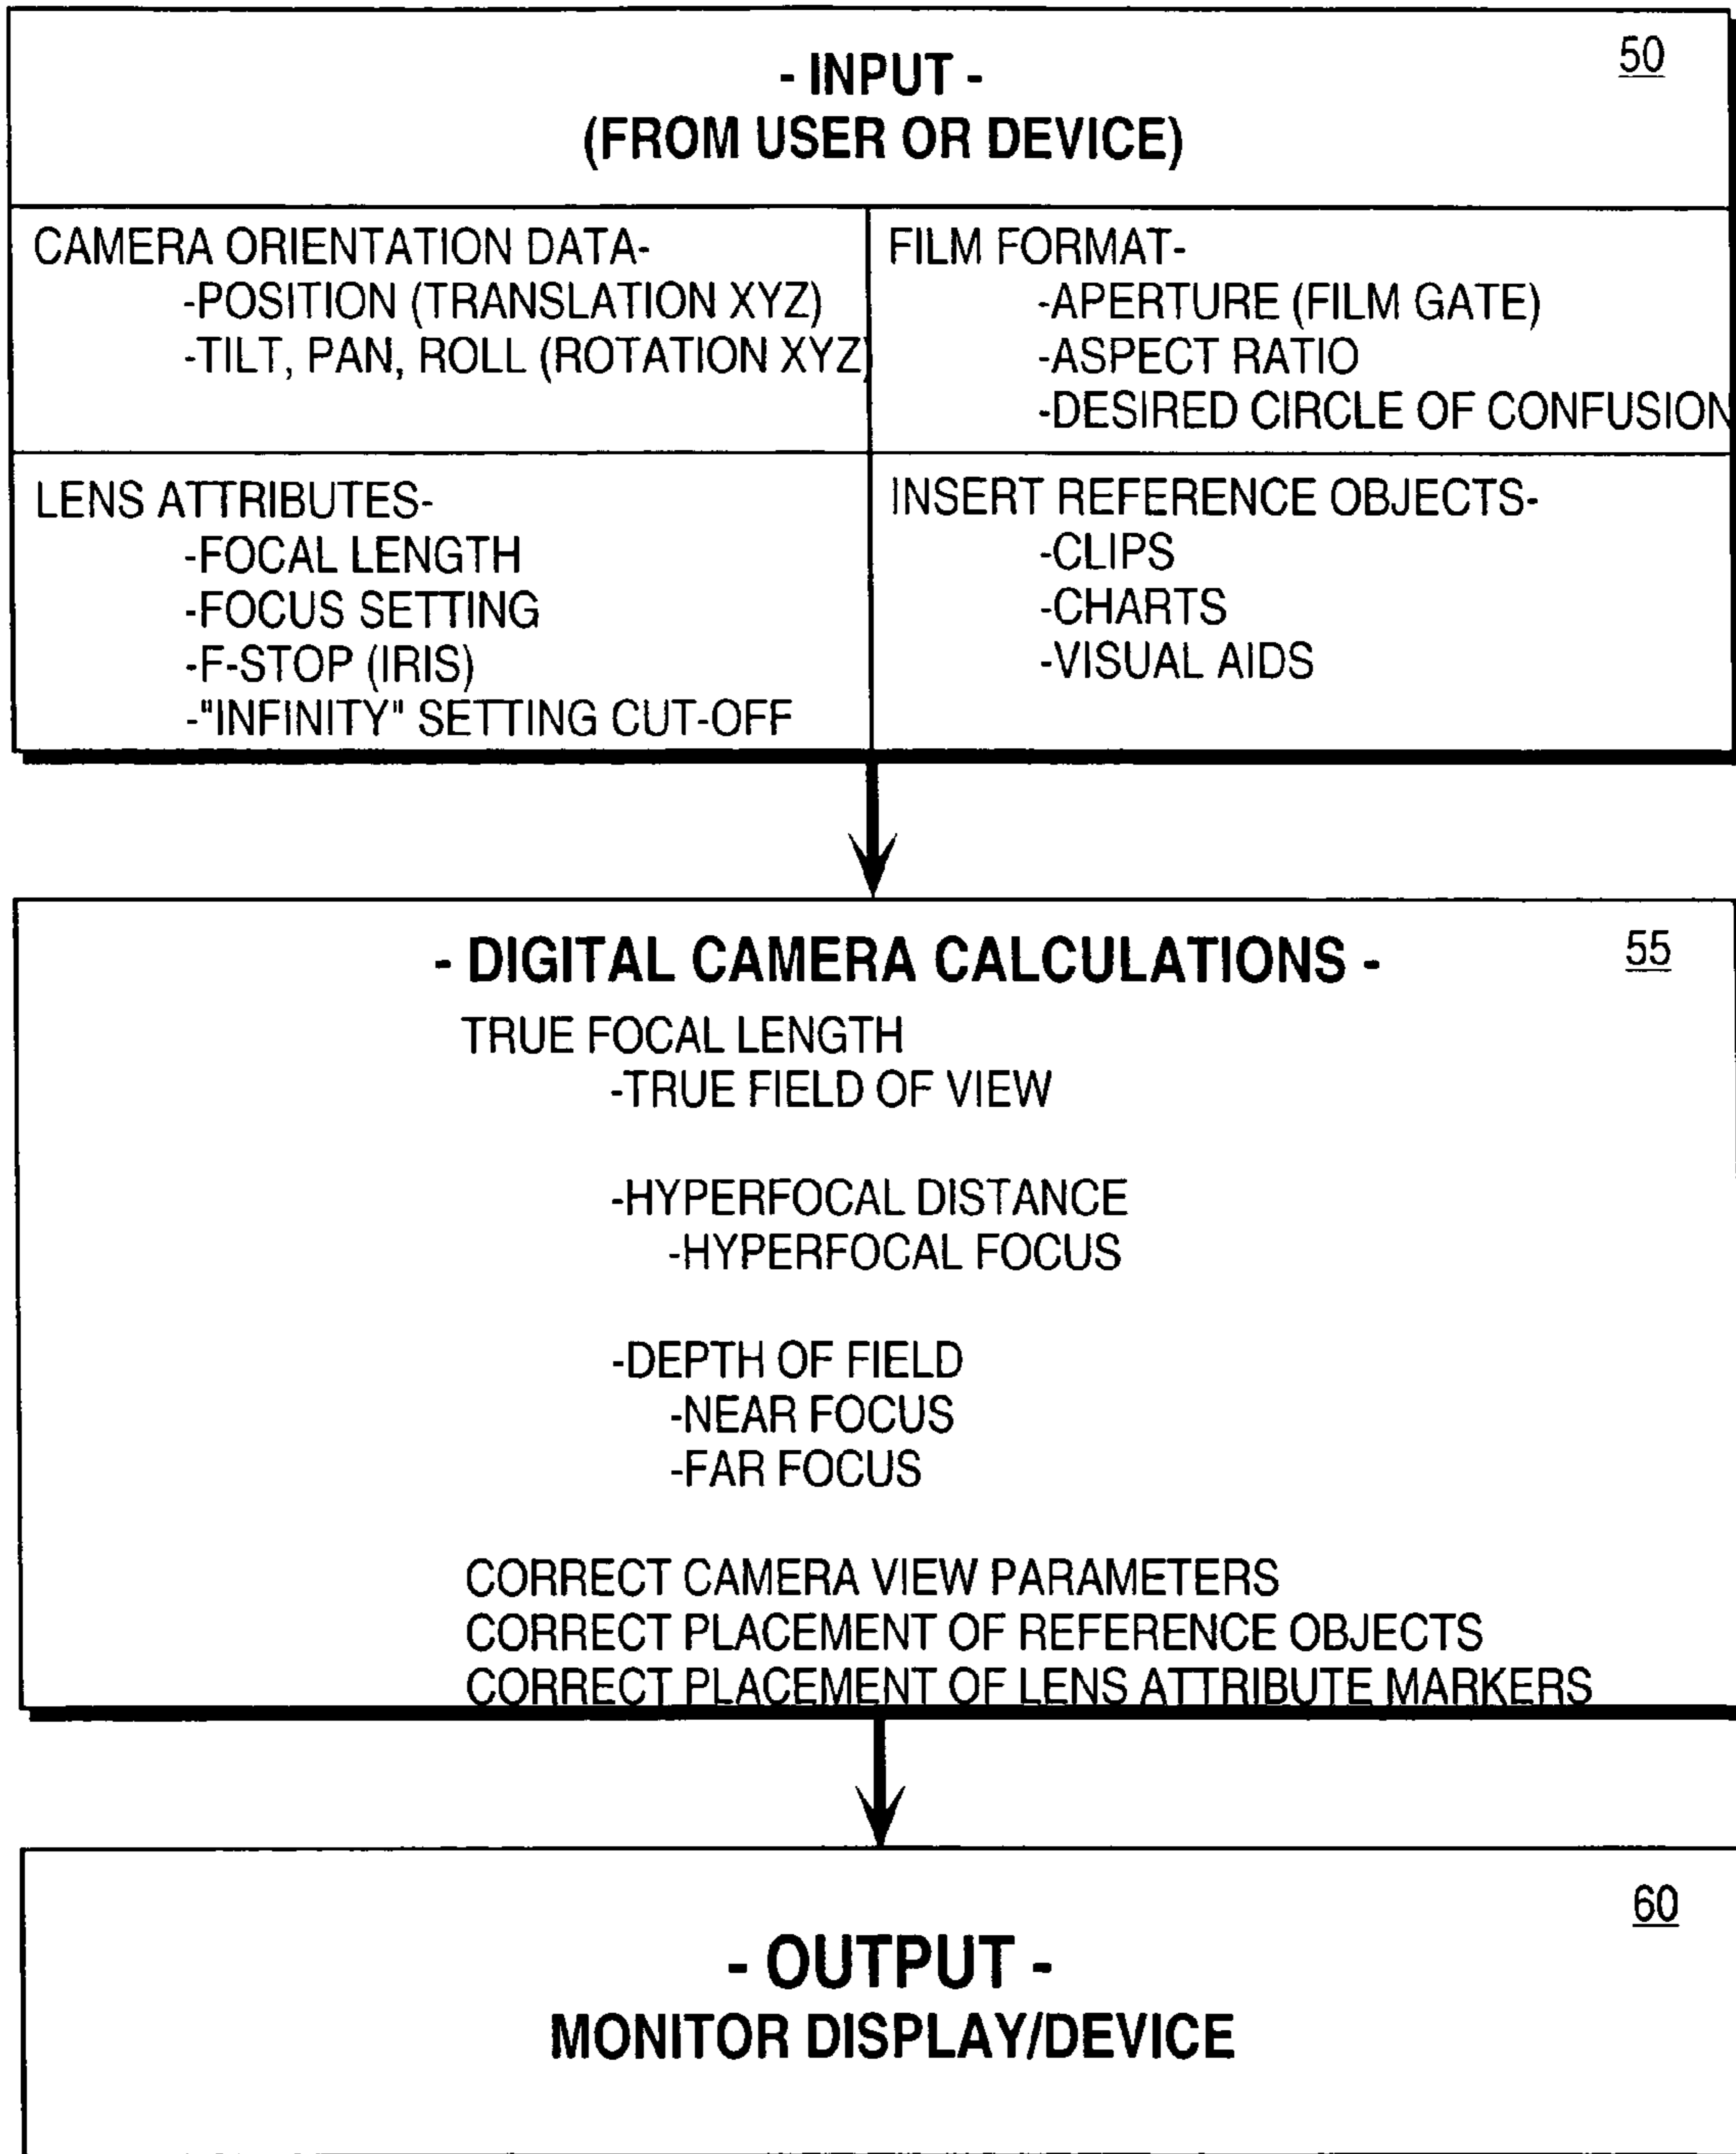 50
- INPUT -
(FROM USER OR DEVICE)
CAMERA ORIENTATION DATA-
-POSITION (TRANSLATION XYZ)
-TILT, PAN, ROLL (ROTATION XYZ)
FILM FORMAT-
-APERTURE (FILM GATE)
-ASPECT RATIO
-DESIRED CIRCLE OF CONFUSION
LENS ATTRIBUTES-
-FOCAL LENGTH
-FOCUS SETTING
-F-STOP (IRIS)
-"INFINITY" SETTING CUT-OFF
INSERT REFERENCE OBJECTS-
-CLIPS
-CHARTS
-VISUAL AIDS
- DIGITAL CAMERA CALCULATIONS -
55
TRUE FOCAL LENGTH
-TRUE FIELD OF VIEW
-HYPERFOCAL DISTANCE
-HYPERFOCAL FOCUS
-DEPTH OF FIELD
-NEAR FOCUS
-FAR FOCUS
CORRECT CAMERA VIEW PARAMETERS
CORRECT PLACEMENT OF REFERENCE OBJECTS
CORRECT PLACEMENT OF LENS ATTRIBUTE MARKERS
60
- OUTPUT -
MONITOR DISPLAY/DEVICE